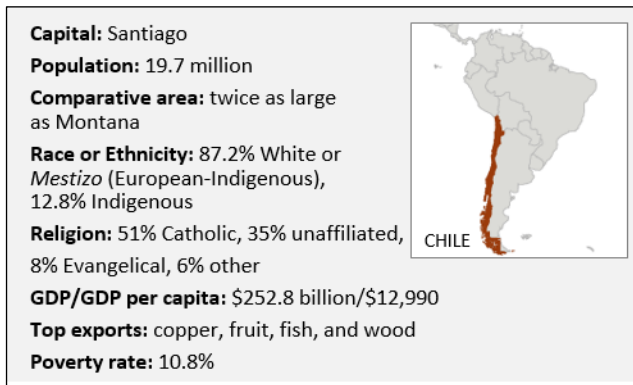 Capital: Santiago
Population: 19.7 million
Comparative area: twice as large
as Montana
Race or Ethnicity: 87.2% White or
Mestizo (European-Indigenous),
12.8% Indigenous
Religion: 51% Catholic, 35% unaffiliated,
8% Evangelical, 6% other
GDP/GDP per capita: $252.8 billion/$12,990
Top exports: copper, fruit, fish, and wood
Poverty rate: 10.8%
CHILE